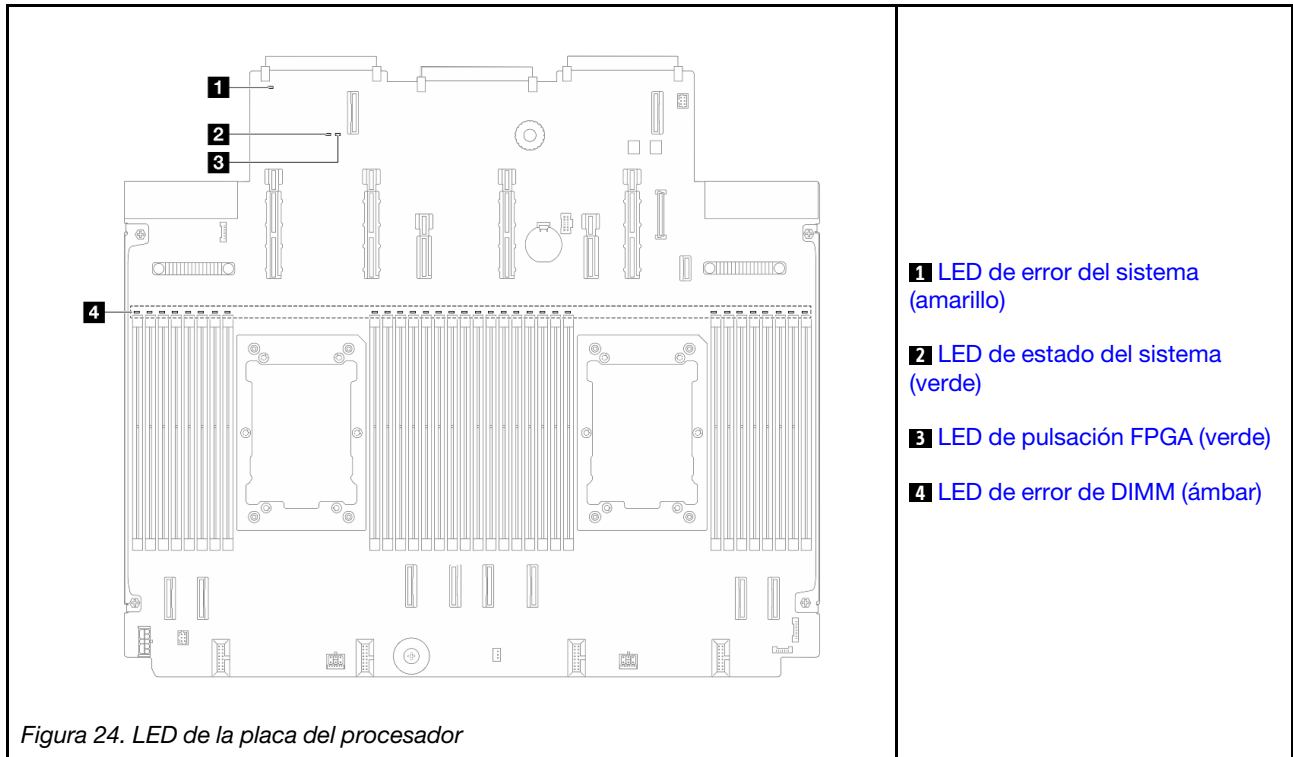 1
2
3
4
1 LED de error del sistema
(amarillo)
2 LED de estado del sistema
(verde)
3 LED de pulsación FPGA (verde)
4 LED de error de DIMM (ámbar)
Figura 24. LED de la placa del procesador